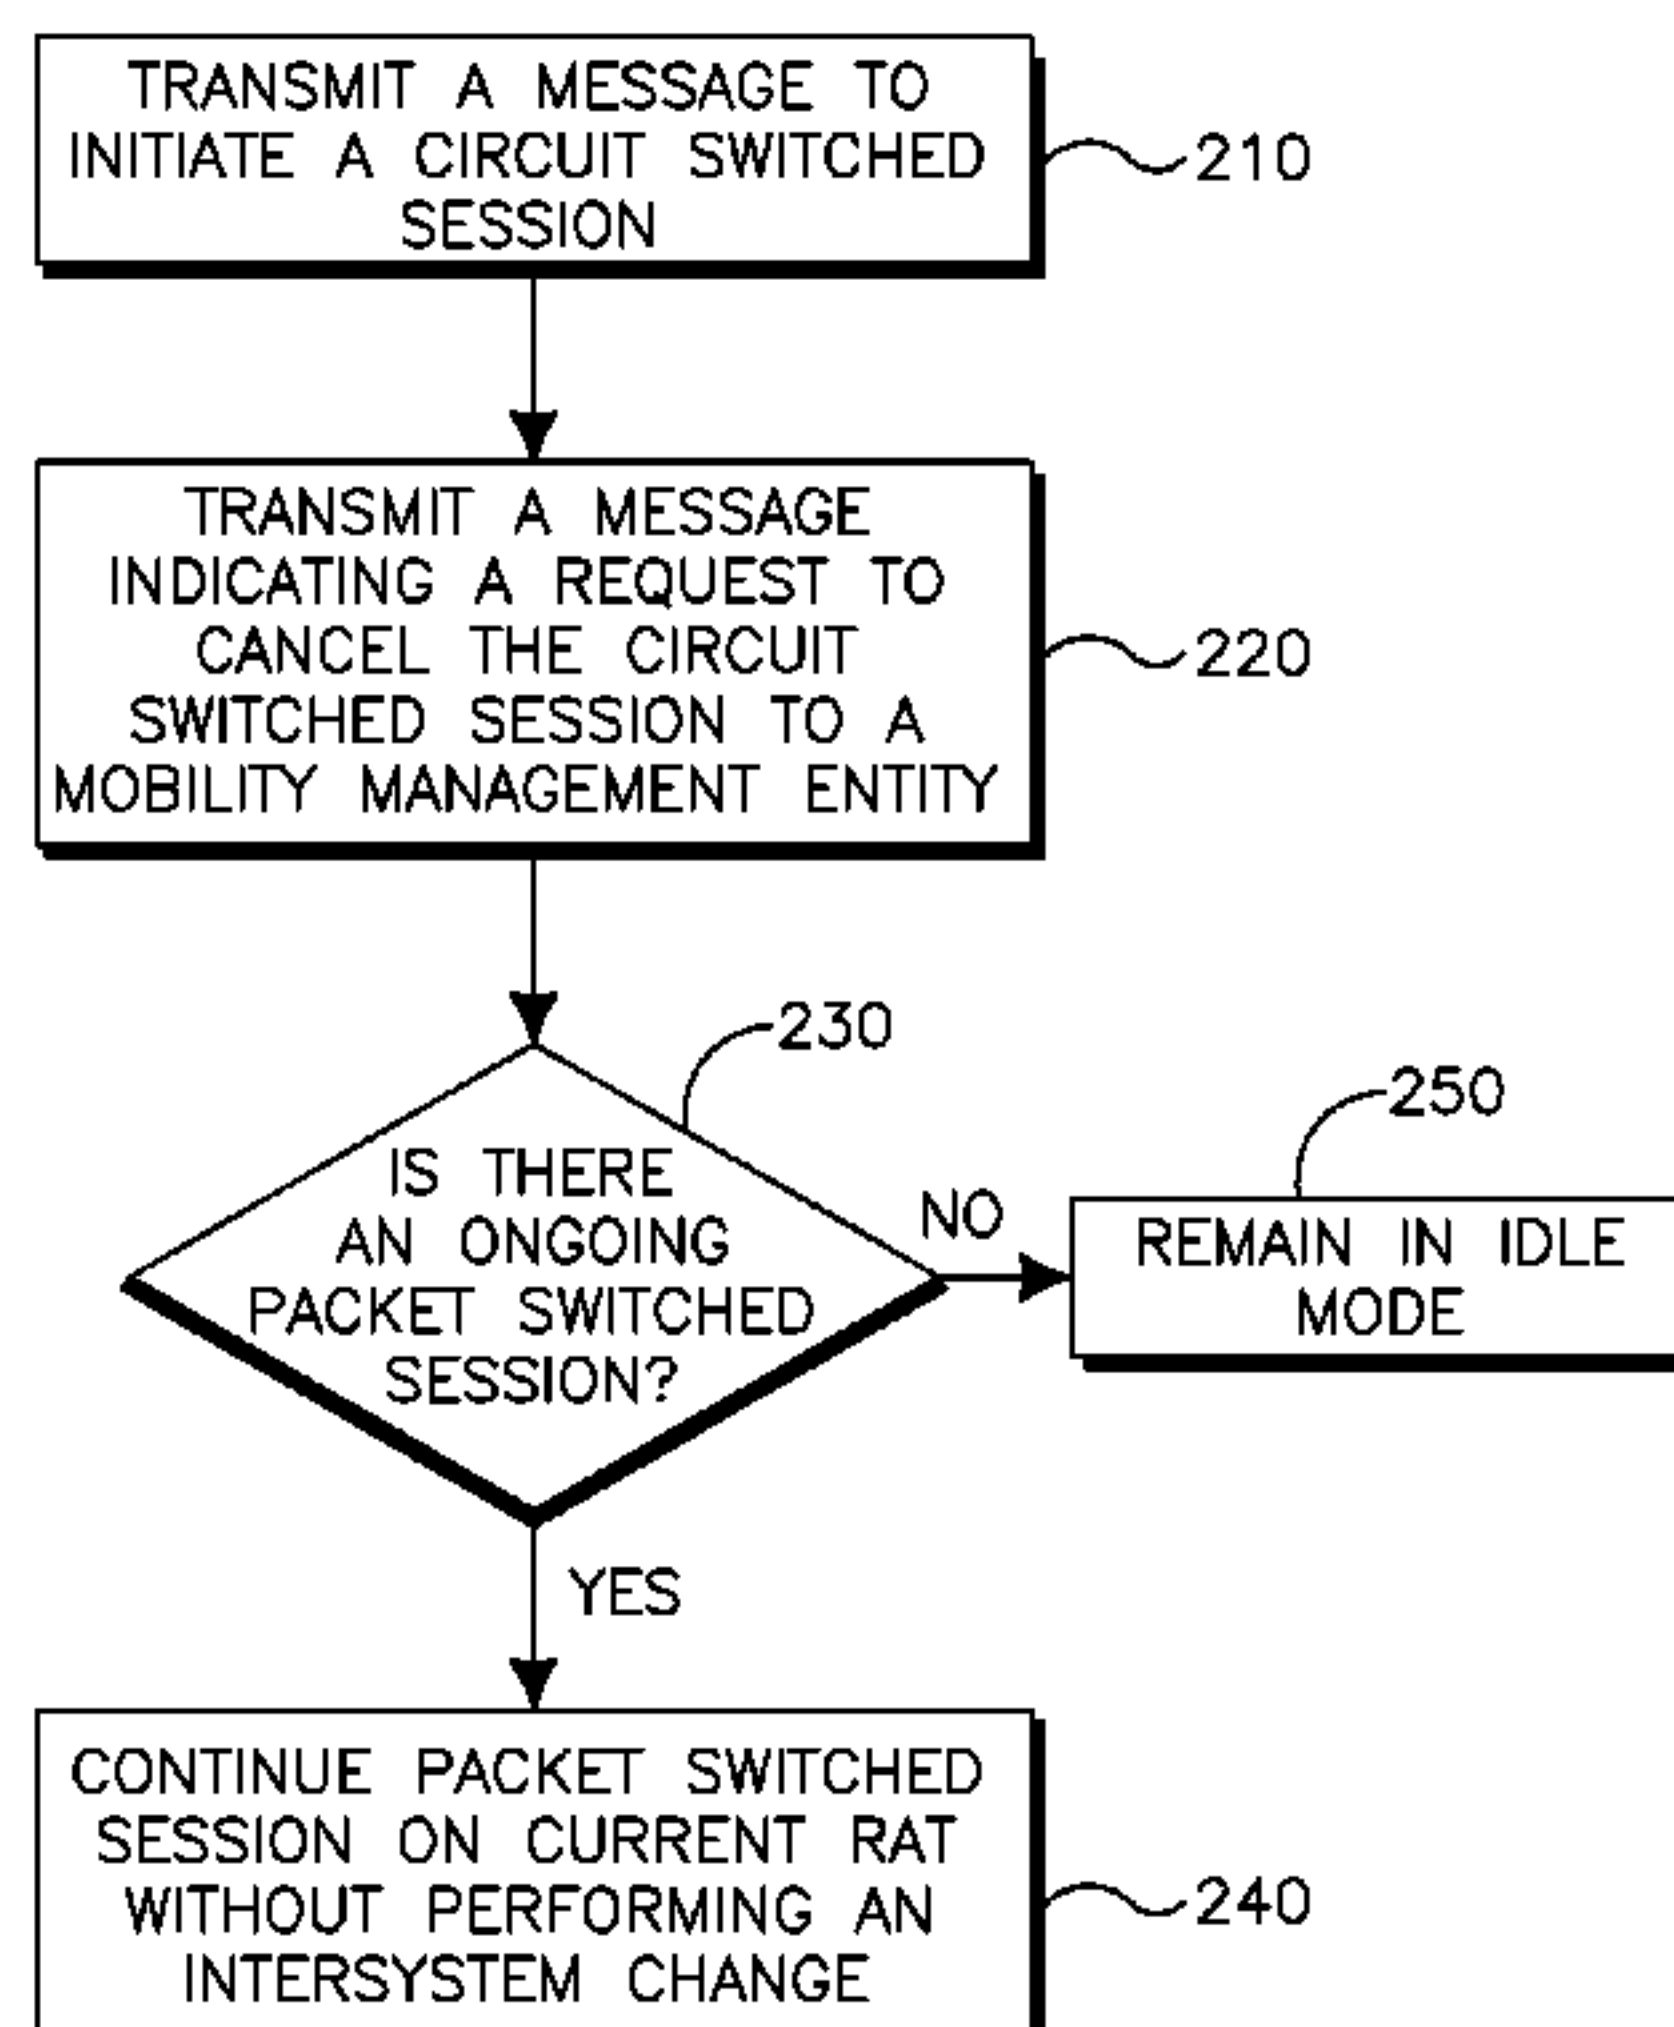 TRANSMIT A MESSAGE TO
INITIATE A CIRCUIT SWITCHED
SESSION
210
TRANSMIT A MESSAGE
INDICATING A REQUEST TO
CANCEL THE CIRCUIT
SWITCHED SESSION TO A
MOBILITY MANAGEMENT ENTITY
220
230
IS THERE
AN ONGOING
PACKET SWITCHED
SESSION?
NO
250
REMAIN IN IDLE
MODE
YES
CONTINUE PACKET SWITCHED
SESSION ON CURRENT RAT
WITHOUT PERFORMING AN
INTERSYSTEM CHANGE
240